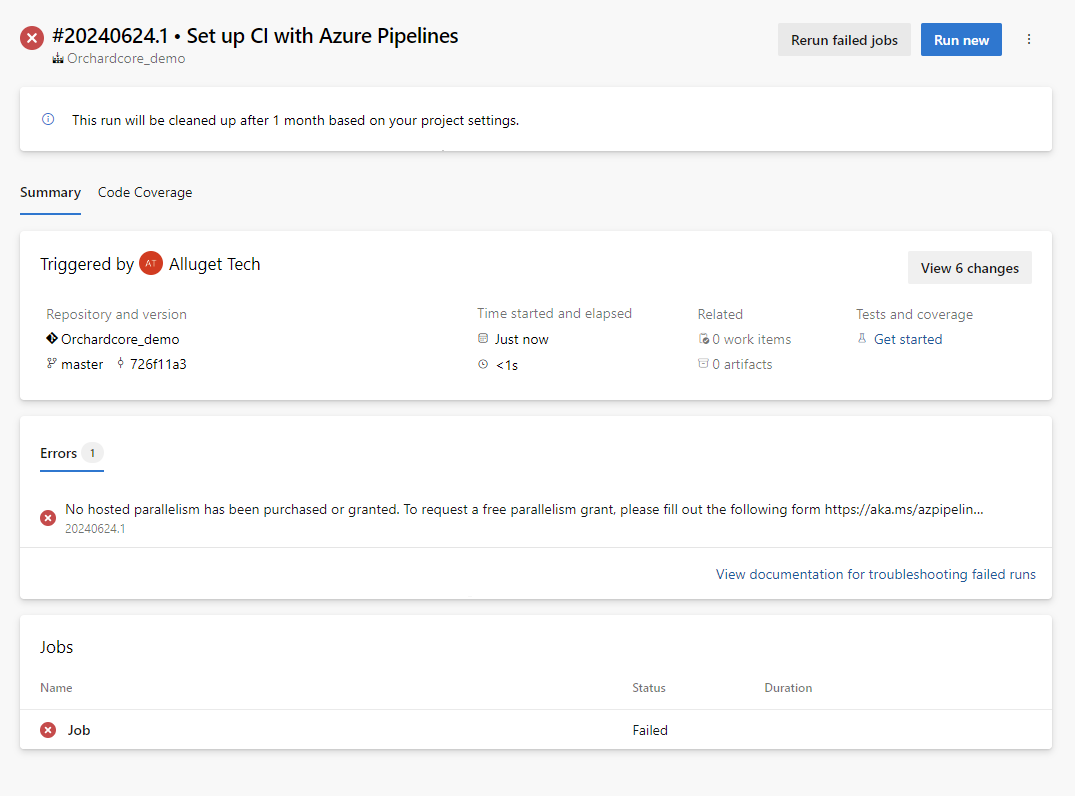 #20240624.1 • Set up CI with Azure Pipelines
Orchardcore_demo
Rerun failed jobs
Run new
This run will be cleaned up after 1 month based on your project settings.
Summary
Code Coverage
Triggered by AT Alluget Tech
View 6 changes
Repository and version
Orchardcore_demo
master 726f11a3
Time started and elapsed
Just now
<1s
Related
0 work items
0 artifacts
Tests and coverage
Get started
Errors 1
No hosted parallelism has been purchased or granted. To request a free parallelism grant, please fill out the following form https://aka.ms/azpipelin...
20240624.1
View documentation for troubleshooting failed runs
Jobs
Name Status Duration
Job Failed